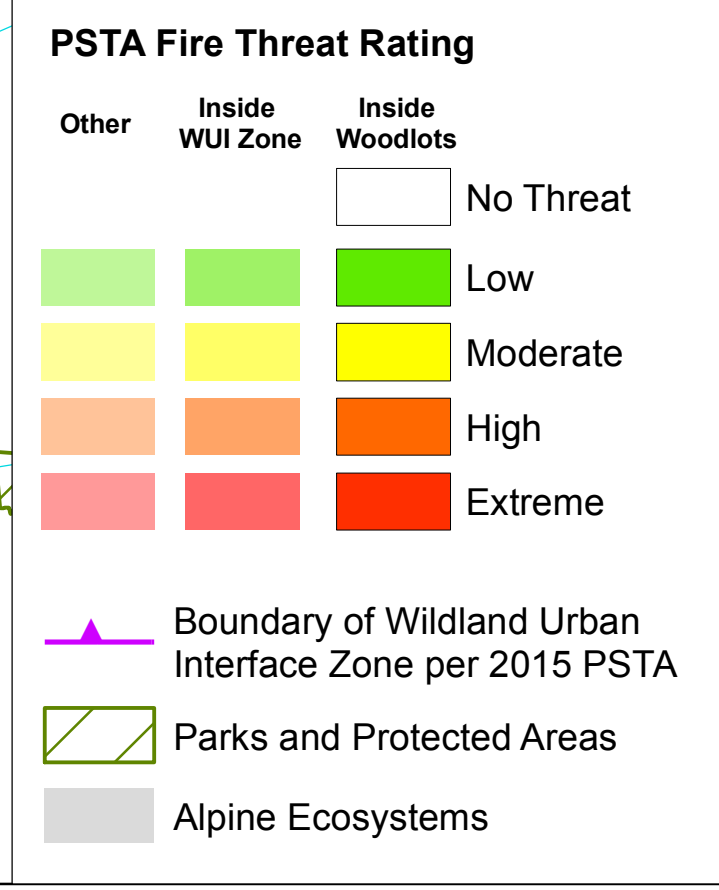 PSTA Fire Threat Rating
Other
Inside
WUI Zone
Inside
Woodlots
No Threat
Low
Moderate
High
Extreme
Boundary of Wildland Urban
Interface Zone per 2015 PSTA
Parks and Protected Areas
Alpine Ecosystems